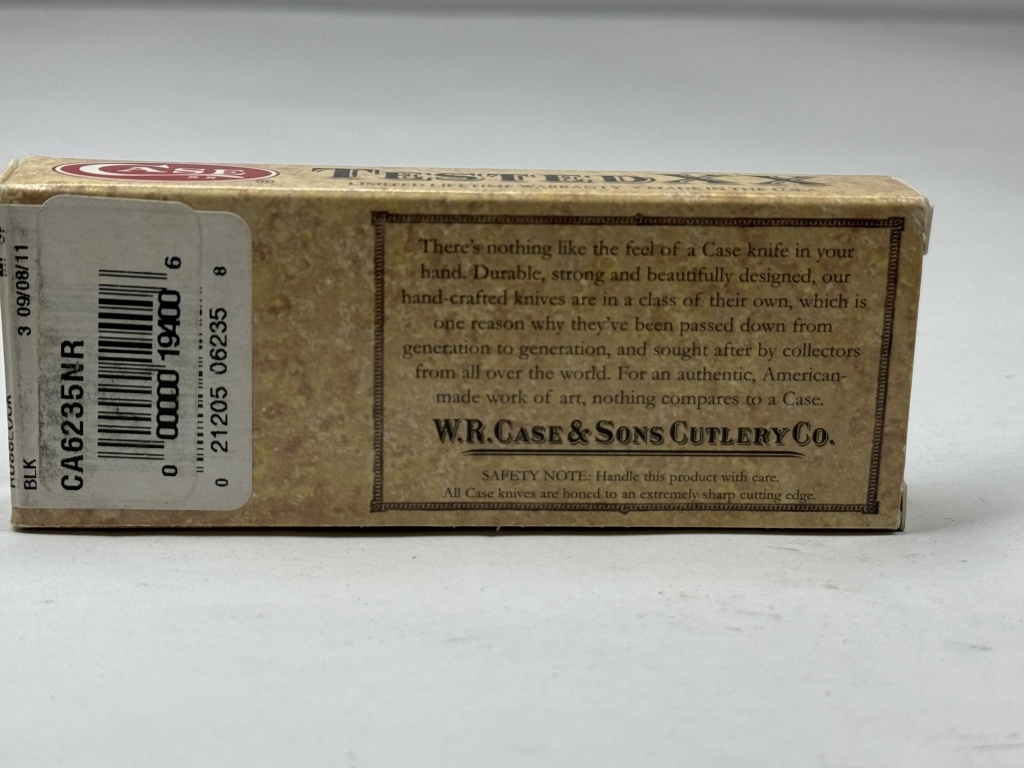 CASE XX
TESTED XX
LIMITED LIFETIME WARRANTY
There's nothing like the feel of a Case knife in your
hand. Durable, strong and beautifully designed, our
hand-crafted knives are in a class of their own, which is
one reason why they've been passed down from
generation to generation, and sought after by collectors
from all over the world. For an authentic, American-
made work of art, nothing compares to a Case.
W.R. CASE & SONS CUTLERY CO.
SAFETY NOTE: Handle this product with care.
All Case knives are honed to an extremely sharp cutting edge.
3 09/08/11
BLK
CA6235NR
0 00000 19400 6
0 21205 06235 8